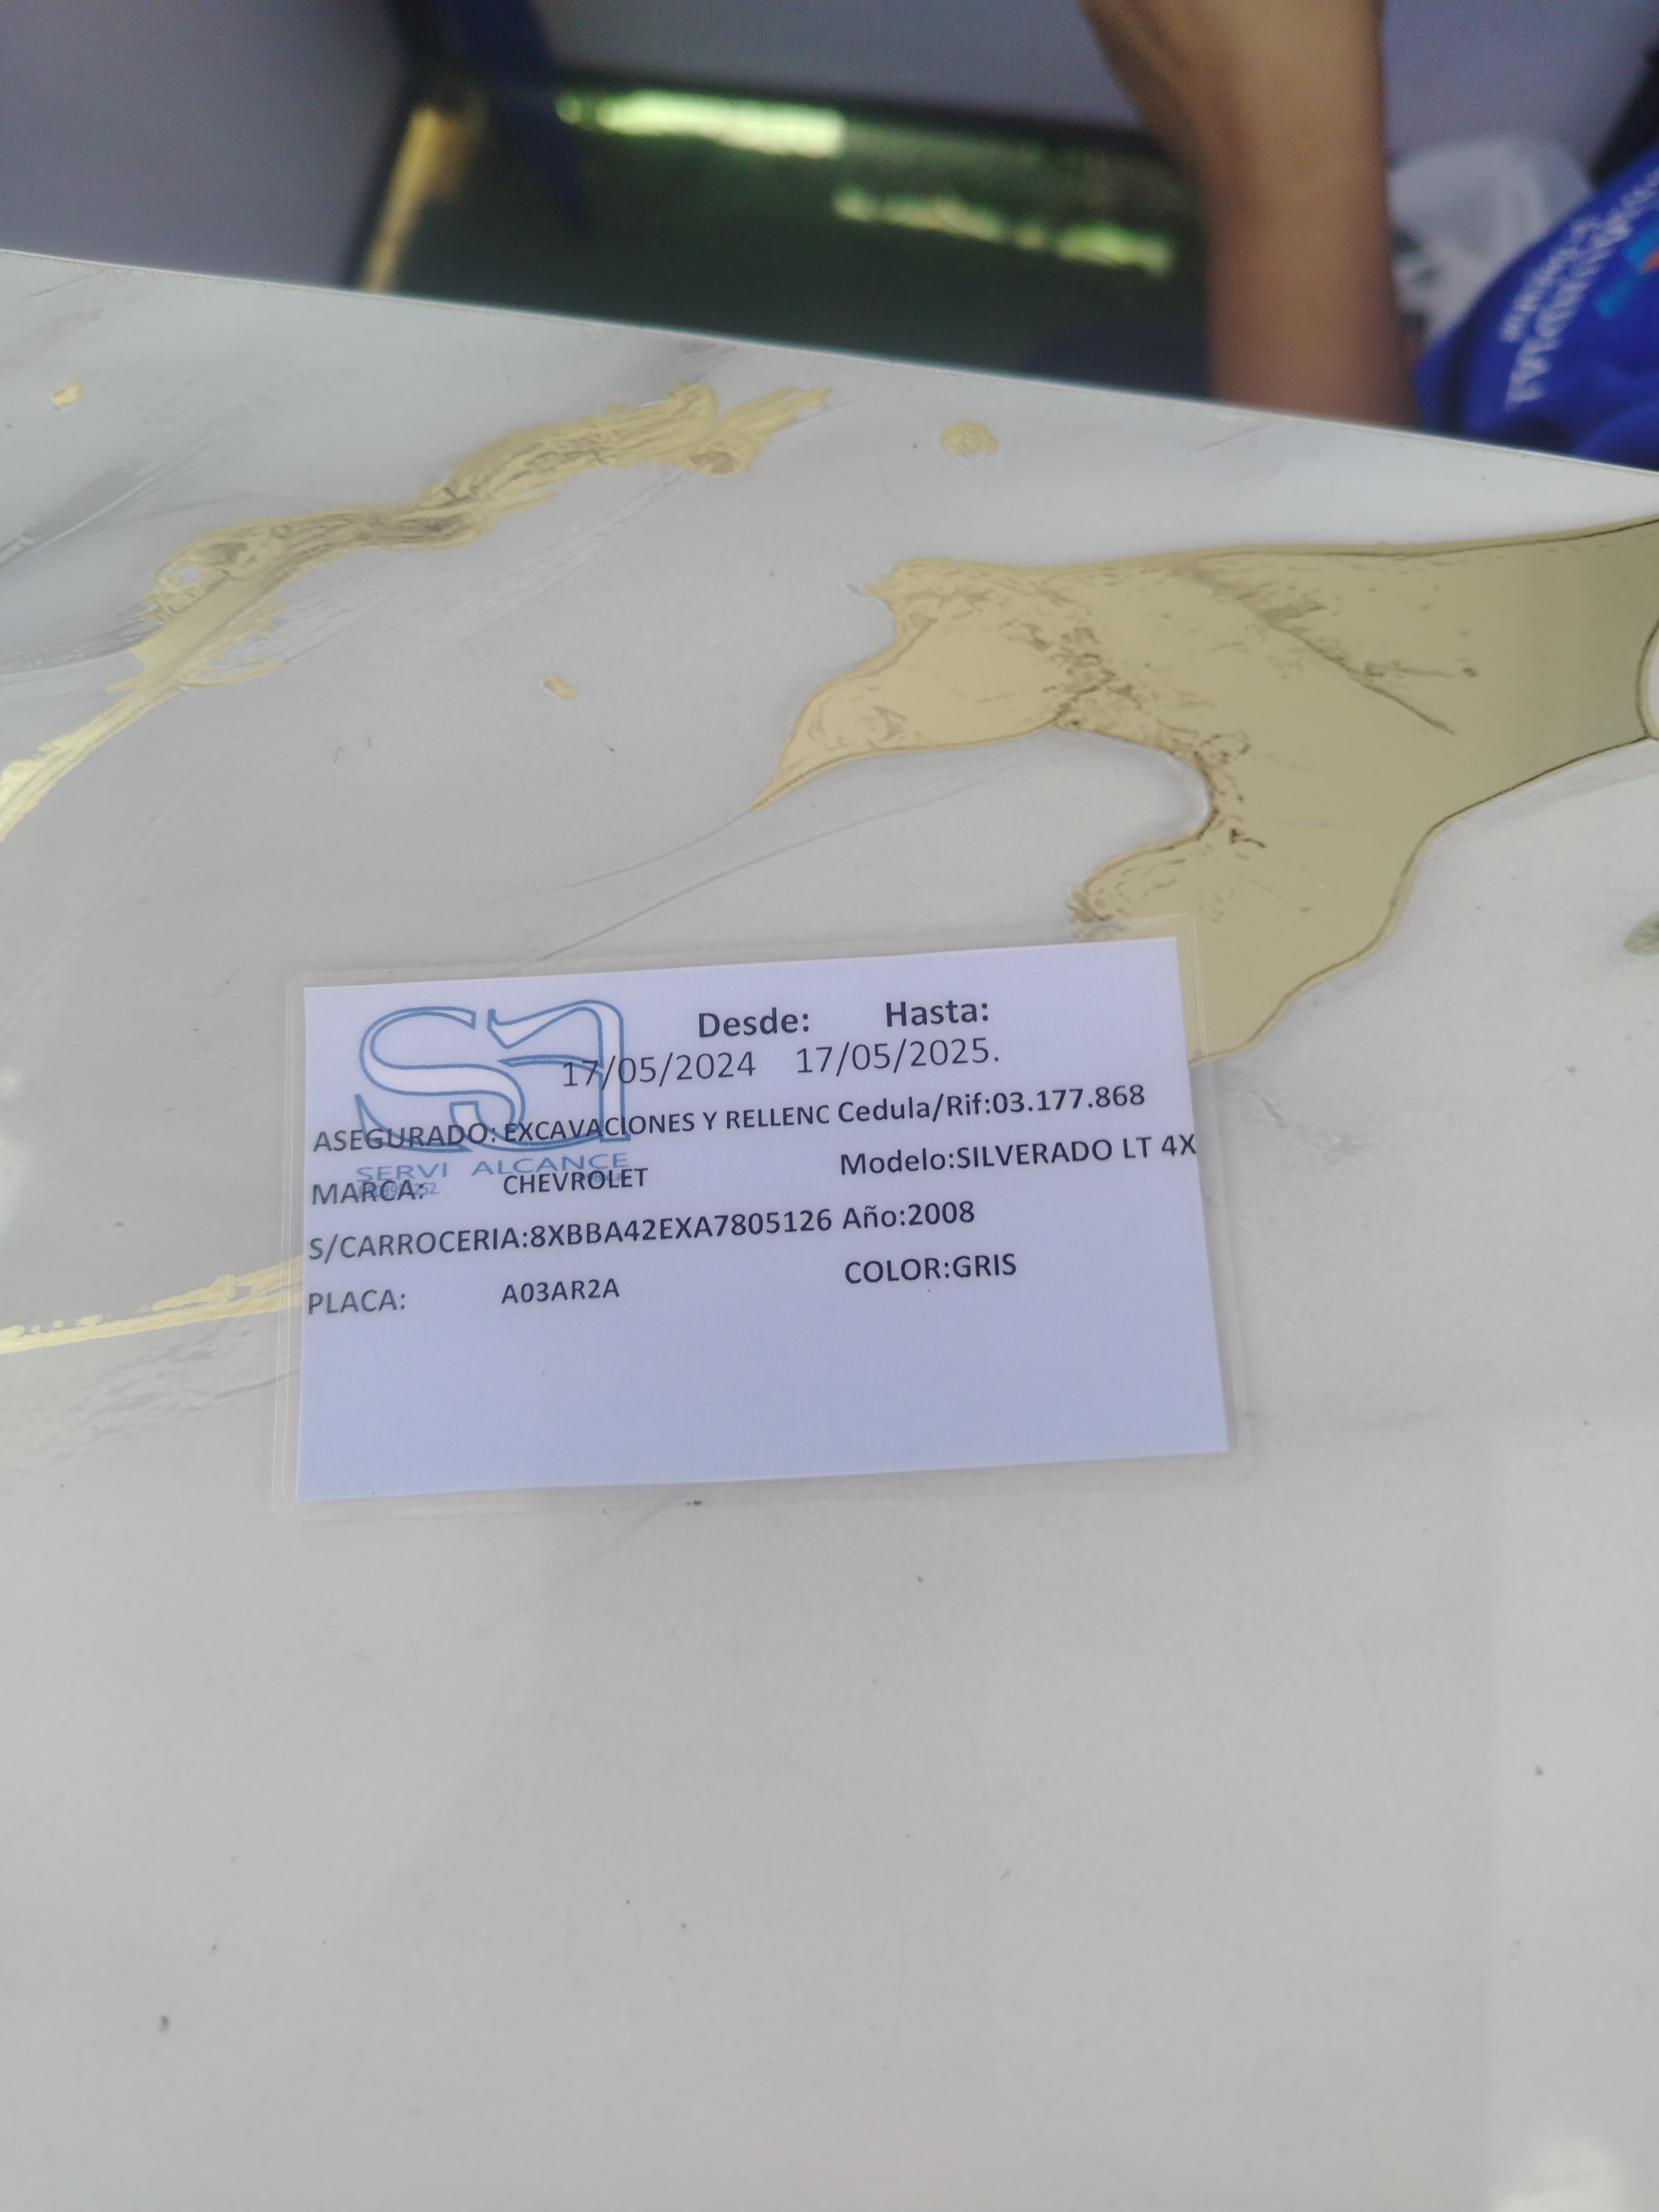 Desde: Hasta:
17/05/2024 17/05/2025.
ASEGURADO: EXCAVACIONES Y RELLENC Cedula/Rif:03.177.868
SERVI ALCANCE
MARCA: CHEVROLET Modelo:SILVERADO LT 4X
S/CARROCERIA:8XBBA42EXA7805126 Año:2008
PLACA: A03AR2A COLOR:GRIS